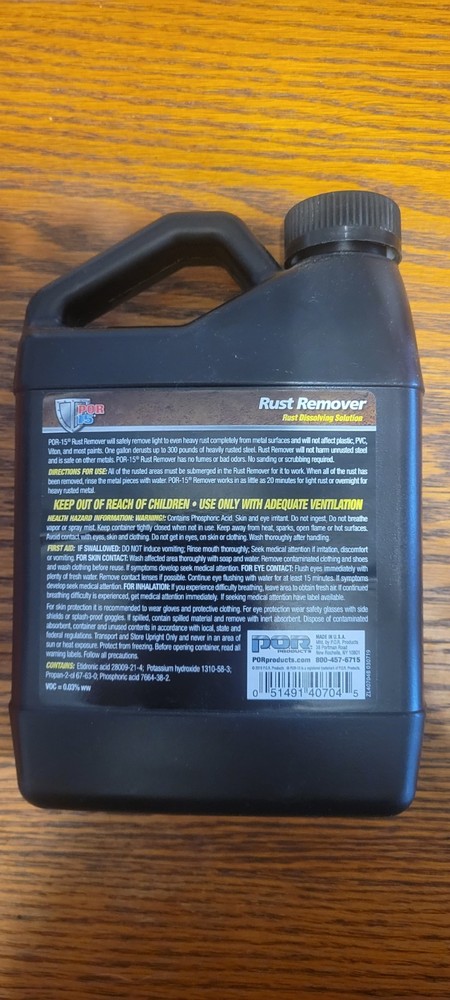 POR
15®
Rust Remover
Rust Dissolving Solution
POR-15® Rust Remover will safely remove light to even heavy rust completely from metal surfaces and will not affect plastic, PVC,
Viton, and most paints. One gallon derusts up to 300 pounds of heavily rusted steel. Rust Remover will not harm unrusted steel
and is safe on other metals. POR-15® Rust Remover has no fumes or bad odors. No sanding or scrubbing required.
DIRECTIONS FOR USE: All of the rusted areas must be submerged in the Rust Remover for it to work. When all of the rust has
been removed, rinse the metal pieces with water. POR-15® Rust Remover works in as little as 20 minutes for light rust or overnight for
heavy rusted metal.
KEEP OUT OF REACH OF CHILDREN • USE ONLY WITH ADEQUATE VENTILATION
HEALTH HAZARD INFORMATION: WARNING!: Contains Phosphoric Acid. Skin and eye irritant. Do not ingest. Do not breathe
vapor or spray mist. Keep container tightly closed when not in use. Keep away from heat, sparks, open flame or hot surfaces.
Avoid contact with eyes, skin and clothing. Do not get in eyes, on skin or clothing. Wash thoroughly after handling.
FIRST AID: IF SWALLOWED: DO NOT induce vomiting; Rinse mouth thoroughly; Seek medical attention if irritation, discomfort
or vomiting. FOR SKIN CONTACT: Wash affected area thoroughly with soap and water. Remove contaminated clothing and shoes
and wash clothing before reuse. If symptoms develop seek medical attention. FOR EYE CONTACT: Flush eyes immediately with
plenty of fresh water. Remove contact lenses if possible. Continue eye flushing with water for at least 15 minutes. If symptoms
develop seek medical attention. FOR INHALATION: If you experience difficulty breathing, leave area to obtain fresh air. If continued
breathing difficulty is experienced, get medical attention immediately. If seeking medical attention have label available.
For skin protection it is recommended to wear gloves and protective clothing. For eye protection wear safety glasses with side
shields or splash-proof goggles. If spilled, contain spilled material and remove with inert absorbent. Dispose of contaminated
absorbent, container and unused contents in accordance with local, state and
federal regulations. Transport and Store Upright Only and never in an area of
sun or heat exposure. Protect from freezing. Before opening container, read all
warning labels. Follow all precautions.
CONTAINS: Etidronic acid 28009-21-4; Potassium hydroxide 1310-58-3;
Propan-2-ol 67-63-0; Phosphoric acid 7664-38-2.
VOC = 0.03% ww
POR
PRODUCTS
MADE IN U.S.A.
Mfg. by P.O.R. Products
38 Portman Road
New Rochelle, NY 10801
PORproducts.com 800-457-6715
0 51491 40704 5